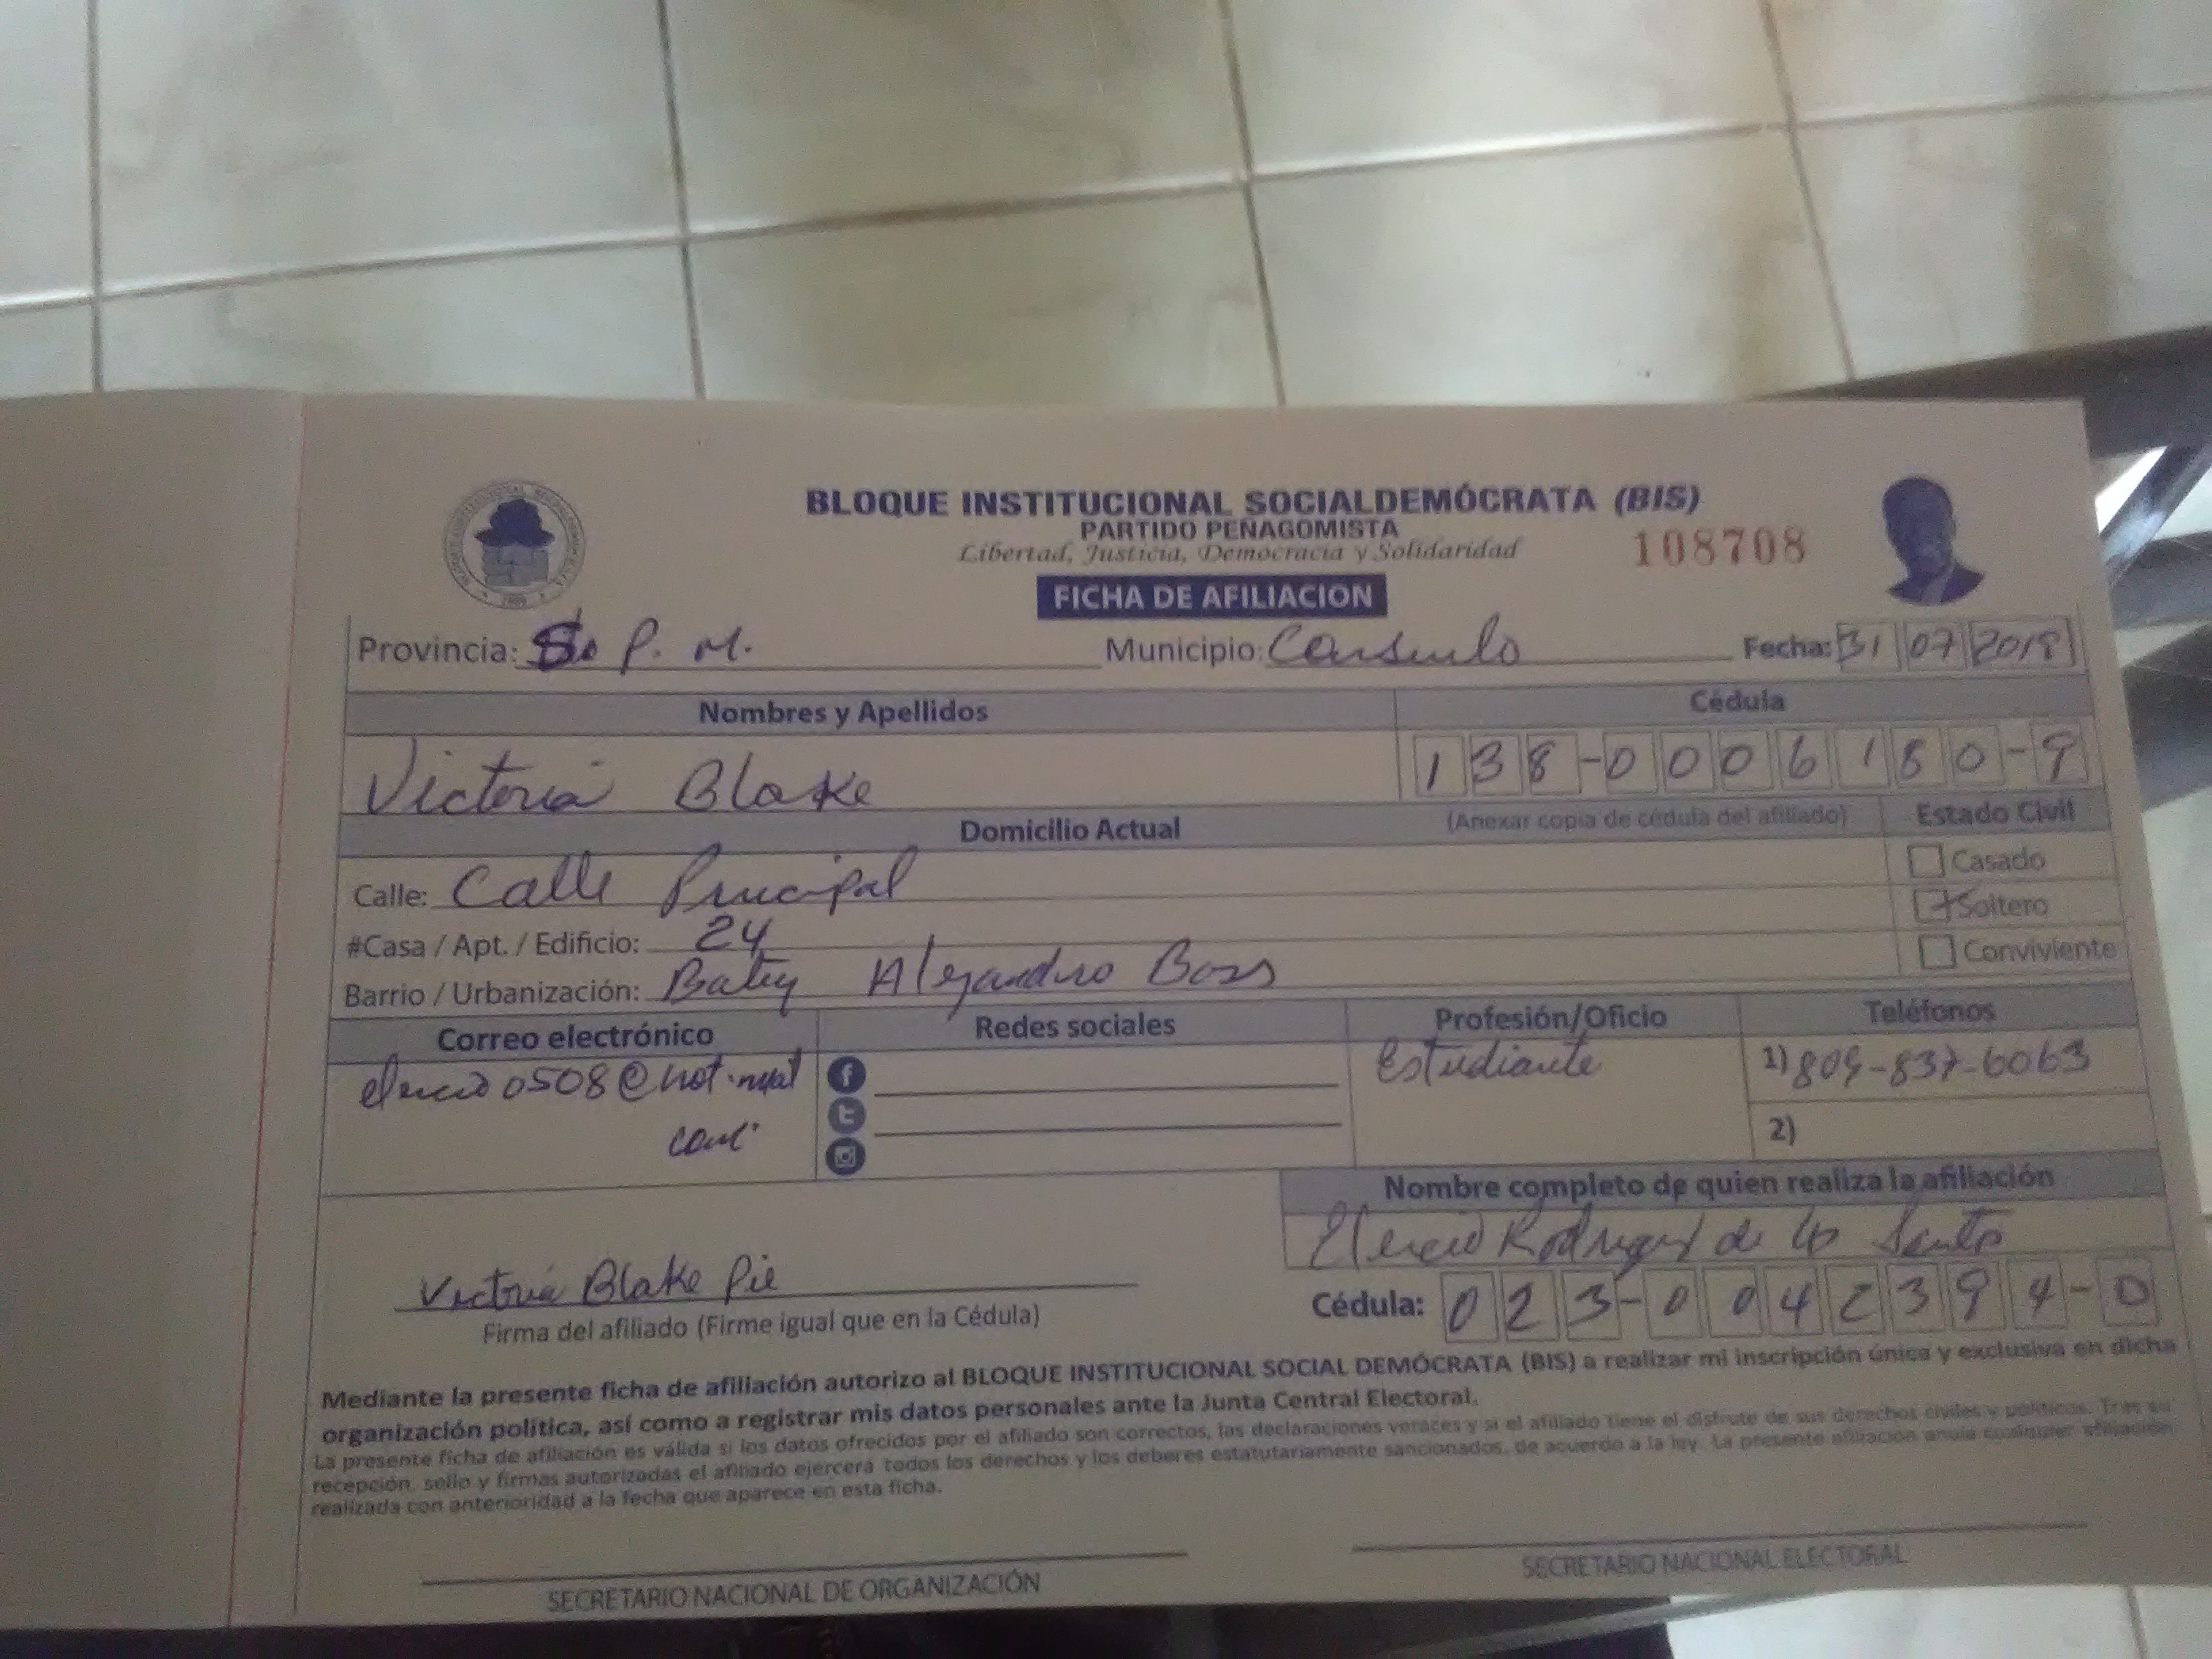 BLOQUE INSTITUCIONAL SOCIALDEMÓCRATA (BIS)
PARTIDO PEÑAGOMISTA
Libertad, Justicia, Democracia y Solidaridad
108708
FICHA DE AFILIACION
Provincia: S P. M. Municipio: Consuelo Fecha: 31 07 2018
Nombres y Apellidos Cédula
Victoria Blake 138-0006180-9
Domicilio Actual (Anexar copia de cédula del afiliado) Estado Civil
Casado
Calle: Calle Principal
Soltero
#Casa / Apt. / Edificio: 24
Conviviente
Barrio / Urbanización: Batey Alejandro Bass
Correo electrónico Redes sociales Profesión/Oficio Teléfonos
elercio0508@hot.mail Estudiante 1) 809-837-6063
com. 2)
Nombre completo de quien realiza la afiliación
Elercio Rodriguez de los Santos
Victoria Blake Pie
Firma del afiliado (Firme igual que en la Cédula) Cédula: 023-0042394-0
Mediante la presente ficha de afiliación autorizo al BLOQUE INSTITUCIONAL SOCIAL DEMÓCRATA (BIS) a realizar mi inscripción única y exclusiva en dicha
organización política, así como a registrar mis datos personales ante la Junta Central Electoral.
La presente ficha de afiliación es válida si los datos ofrecidos por el afiliado son correctos, las declaraciones veraces y si el afiliado tiene el disfrute de sus derechos civiles y políticos. Tras su
recepción, sello y firmas autorizadas el afiliado ejercerá todos los derechos y los deberes estatutariamente sancionados, de acuerdo a la ley. La presente afiliación anula cualquier afiliación
realizada con anterioridad a la fecha que aparece en esta ficha.
SECRETARIO NACIONAL DE ORGANIZACIÓN SECRETARIO NACIONAL ELECTORAL